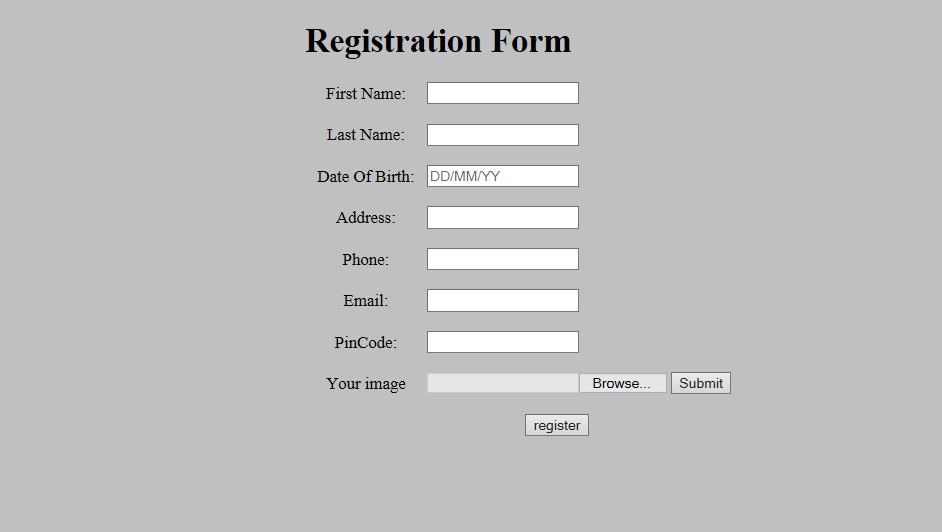 Registration Form
First Name:
Last Name:
Date Of Birth: DD/MM/YY
Address:
Phone:
Email:
PinCode:
Your image Browse... Submit
register